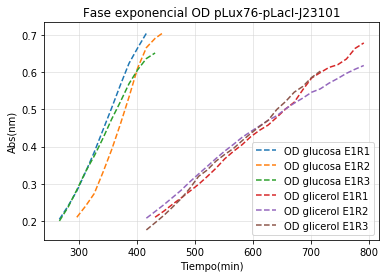 Fase exponencial OD pLux76-pLacI-J23101
Abs(nm)
0.7
0.6
0.5
0.4
0.3
0.2
300 400 500 600 700 800
Tiempo(min)
OD glucosa E1R1
OD glucosa E1R2
OD glucosa E1R3
OD glicerol E1R1
OD glicerol E1R2
OD glicerol E1R3